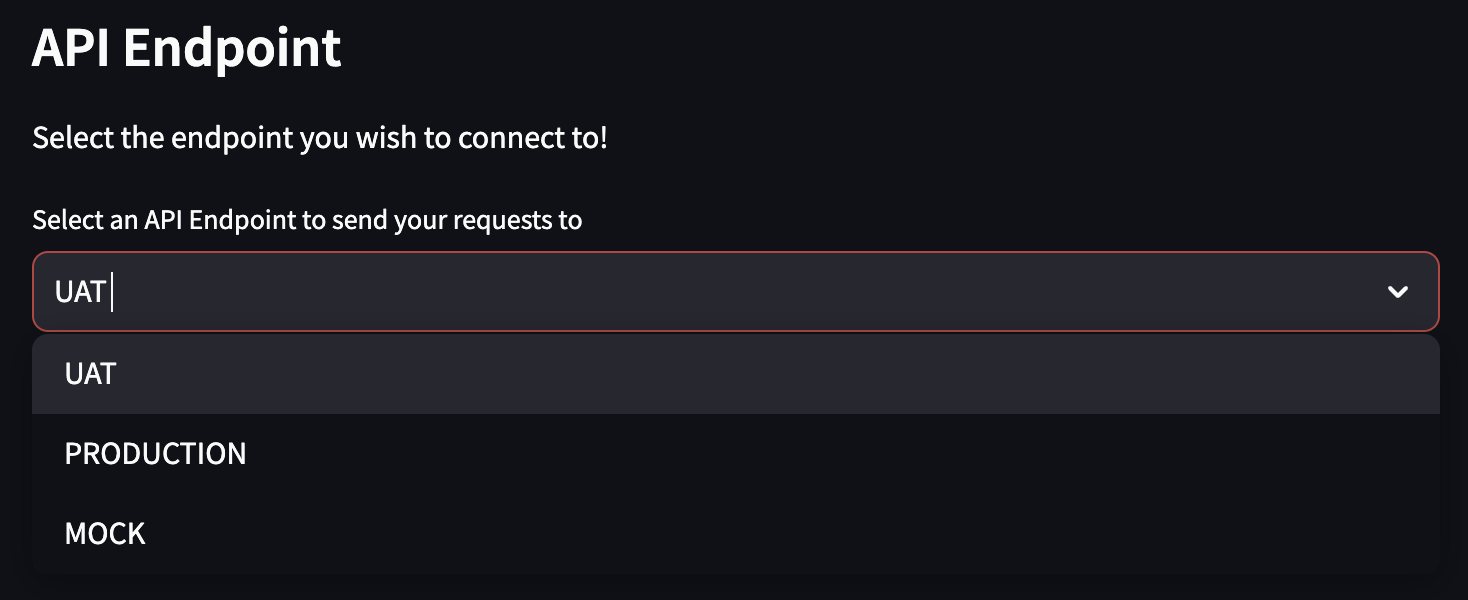 API Endpoint
Select the endpoint you wish to connect to!
Select an API Endpoint to send your requests to
UAT
UAT
PRODUCTION
MOCK